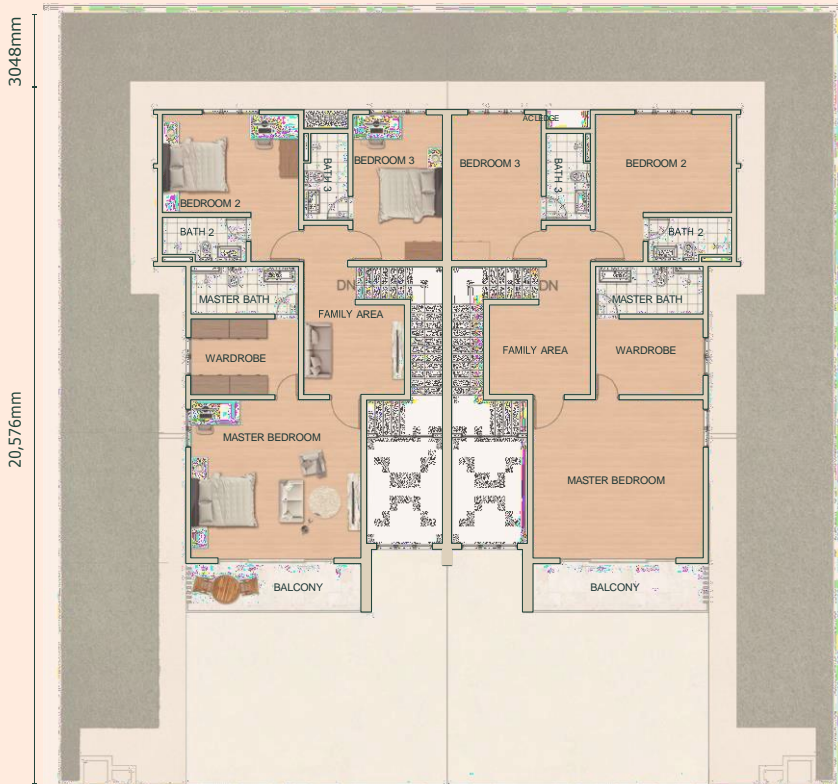 3048mm
AC LEDGE
BEDROOM 3
BEDROOM 3
BEDROOM 2
BATH 3
BATH 3
BEDROOM 2
BATH 2
BATH 2
DN
DN
MASTER BATH
MASTER BATH
FAMILY AREA
FAMILY AREA
WARDROBE
WARDROBE
20,576mm
MASTER BEDROOM
MASTER BEDROOM
BALCONY
BALCONY